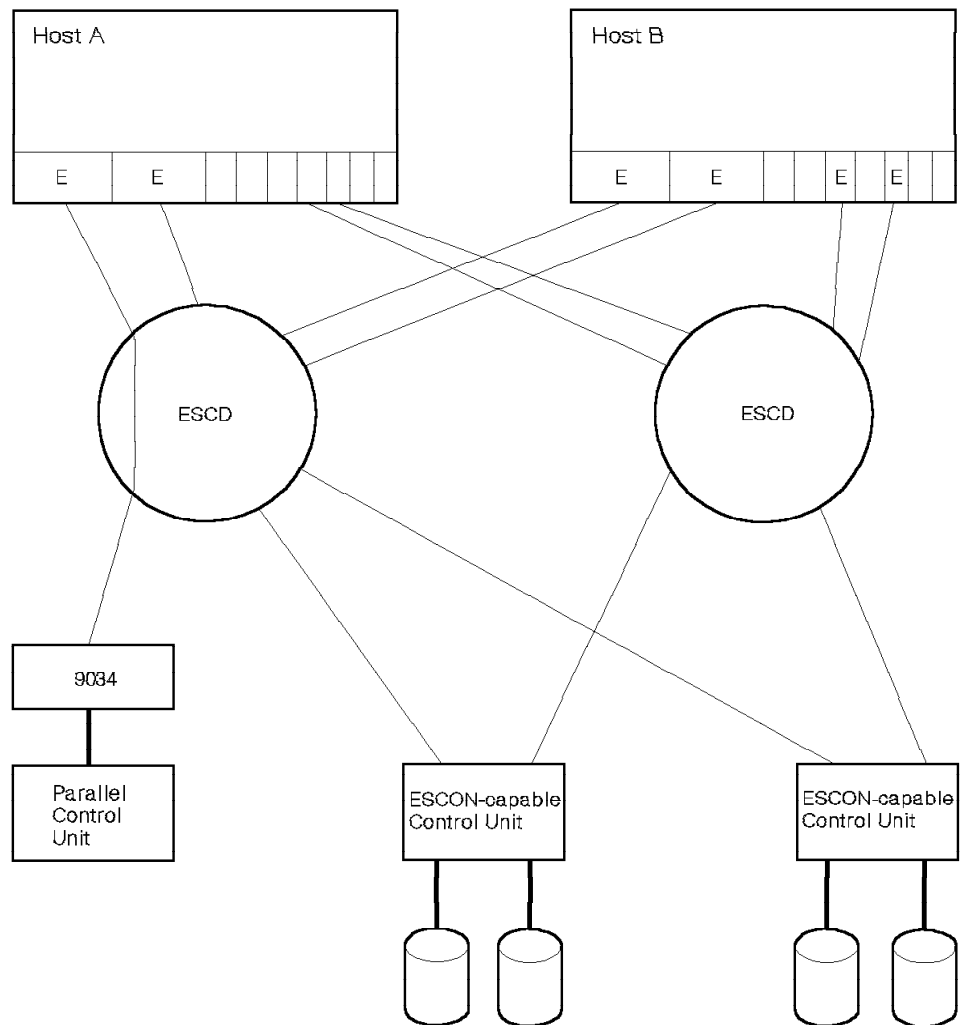 Host A
Host B
E
E
E
E
E
E
ESCD
ESCD
9034
Parallel
Control
Unit
ESCON-capable
Control Unit
ESCON-capable
Control Unit